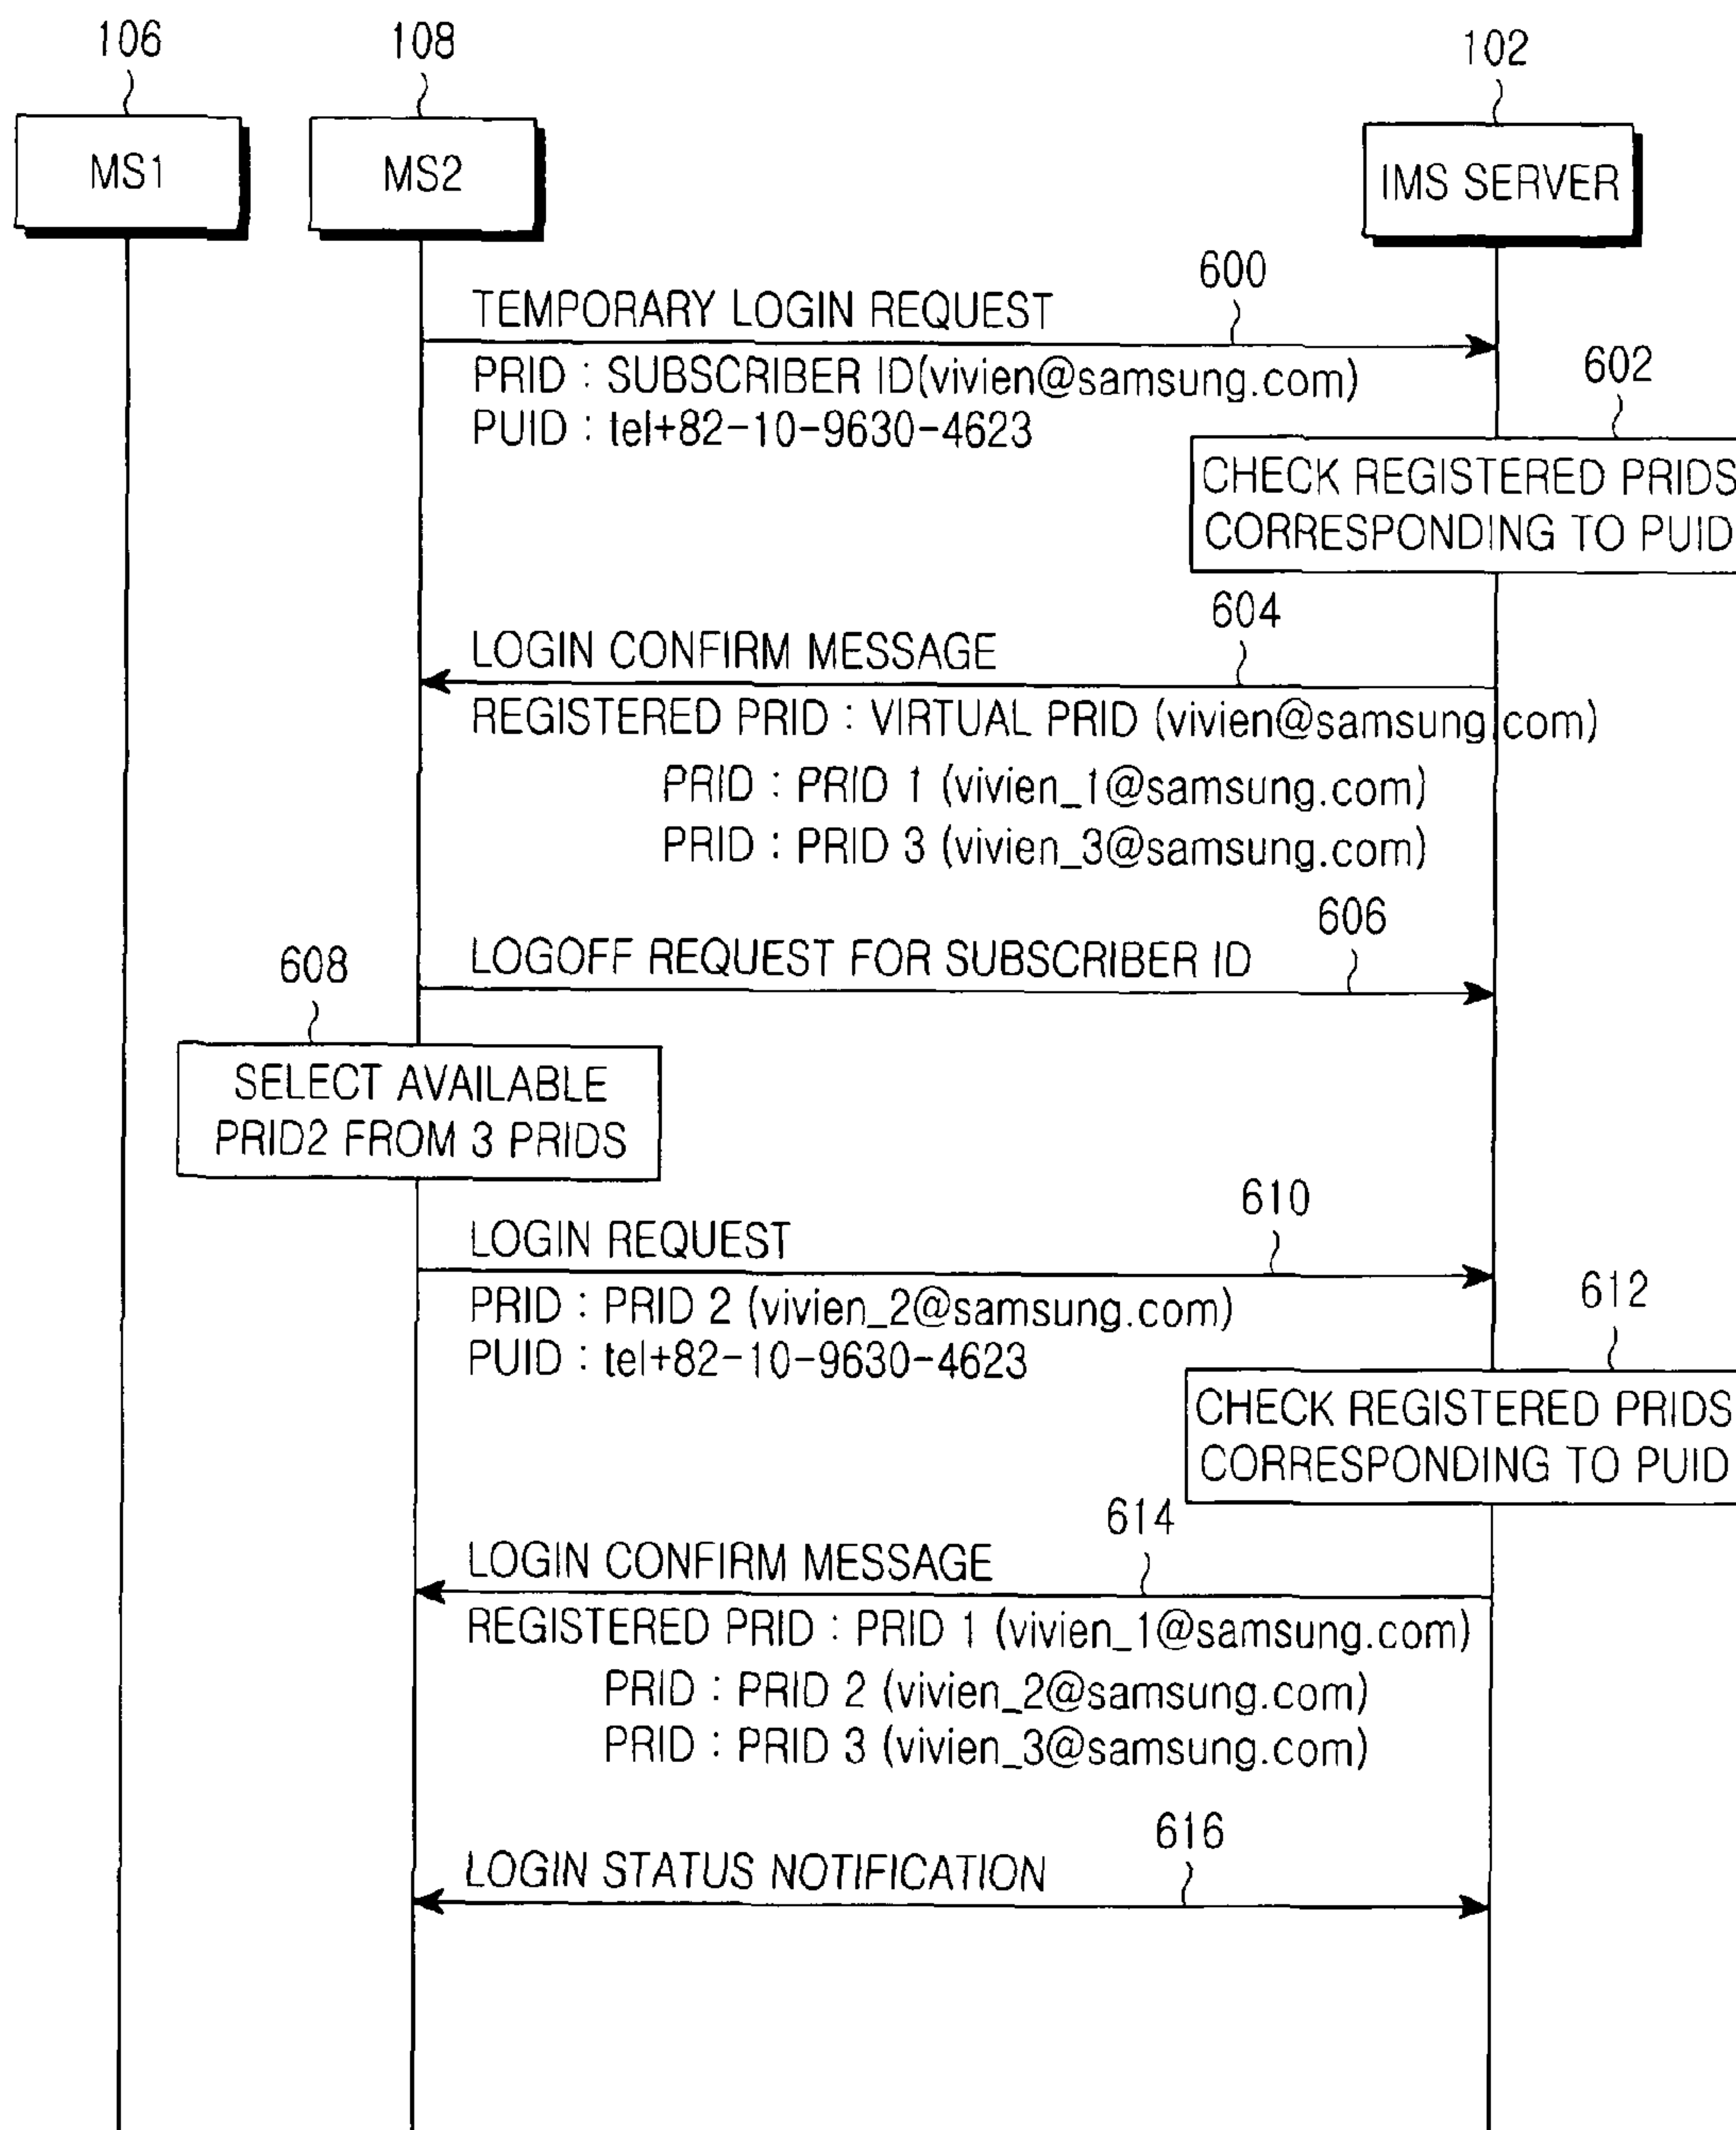 106
108
102
MS1
MS2
IMS SERVER
600
TEMPORARY LOGIN REQUEST
PRID : SUBSCRIBER ID(vivien@samsung.com)
PUID : tel+82-10-9630-4623
602
CHECK REGISTERED PRIDS
CORRESPONDING TO PUID
604
LOGIN CONFIRM MESSAGE
REGISTERED PRID : VIRTUAL PRID (vivien@samsung.com)
PRID : PRID 1 (vivien_1@samsung.com)
PRID : PRID 3 (vivien_3@samsung.com)
606
LOGOFF REQUEST FOR SUBSCRIBER ID
608
SELECT AVAILABLE
PRID2 FROM 3 PRIDS
610
LOGIN REQUEST
PRID : PRID 2 (vivien_2@samsung.com)
PUID : tel+82-10-9630-4623
612
CHECK REGISTERED PRIDS
CORRESPONDING TO PUID
614
LOGIN CONFIRM MESSAGE
REGISTERED PRID : PRID 1 (vivien_1@samsung.com)
PRID : PRID 2 (vivien_2@samsung.com)
PRID : PRID 3 (vivien_3@samsung.com)
616
LOGIN STATUS NOTIFICATION